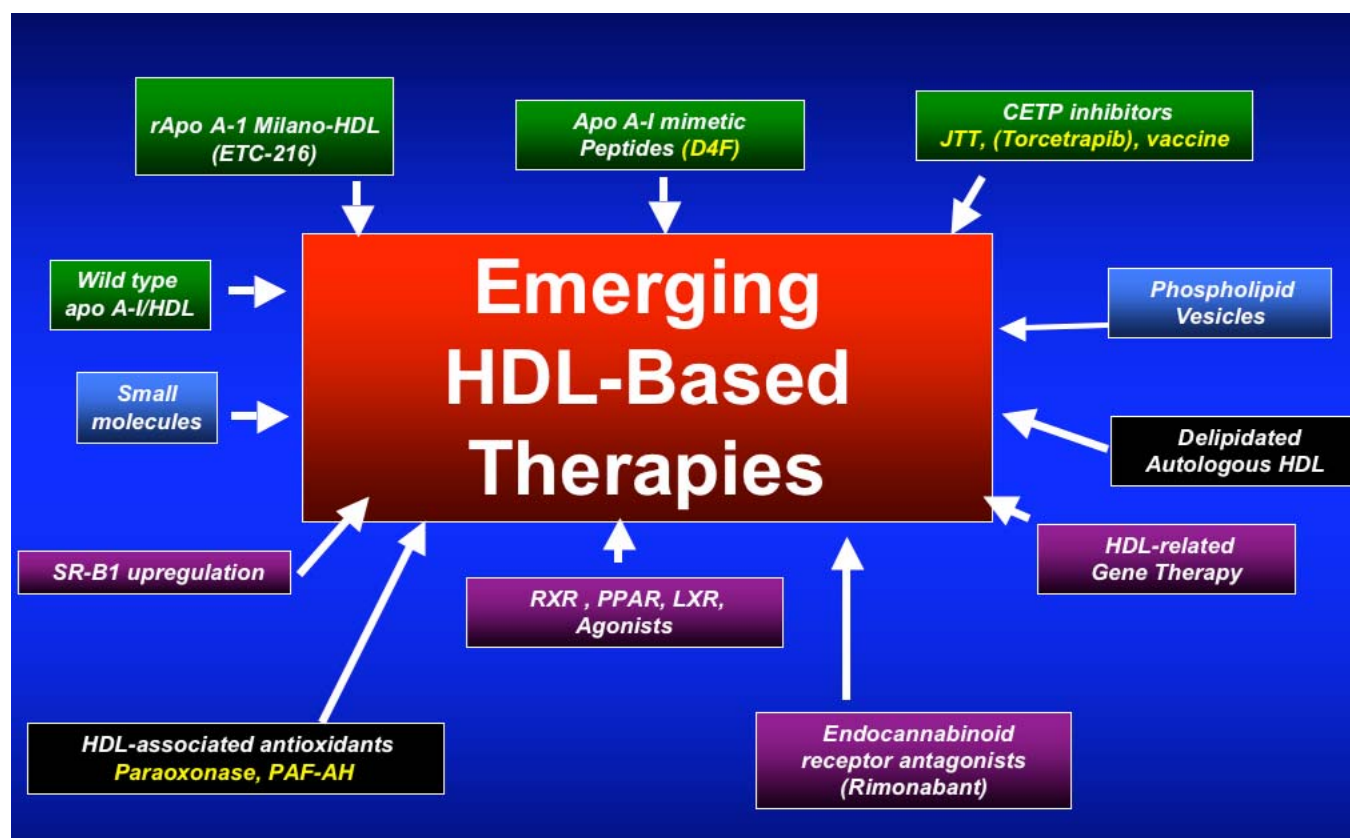 rApo A-1 Milano-HDL
(ETC-216)
Apo A-I mimetic
Peptides (D4F)
CETP inhibitors
JTT, (Torcetrapib), vaccine
Wild type
apo A-I/HDL
Emerging
HDL-Based
Therapies
Phospholipid
Vesicles
Small
molecules
Delipidated
Autologous HDL
SR-B1 upregulation
RXR , PPAR, LXR,
Agonists
HDL-related
Gene Therapy
HDL-associated antioxidants
Paraoxonase, PAF-AH
Endocannabinoid
receptor antagonists
(Rimonabant)